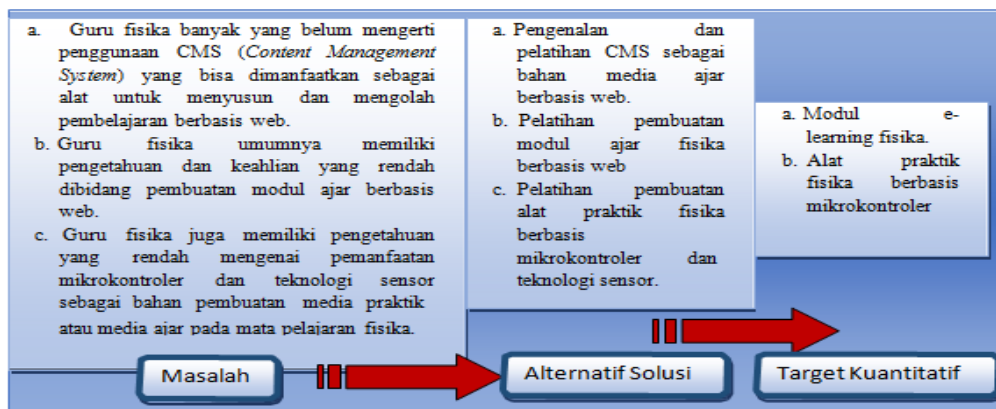 a. Guru fisika banyak yang belum mengerti
penggunaan CMS (Content Management
System) yang bisa dimanfaatkan sebagai
alat untuk menyusun dan mengolah
pembelajaran berbasis web.
b. Guru fisika umumnya memiliki
pengetahuan dan keahlian yang rendah
dibidang pembuatan modul ajar berbasis
web.
c. Guru fisika juga memiliki pengetahuan
yang rendah mengenai pemanfaatan
mikrokontroler dan teknologi sensor
sebagai bahan pembuatan media praktik
atau media ajar pada mata pelajaran fisika.
a. Pengenalan dan
pelatihan CMS sebagai
bahan media ajar
berbasis web.
b. Pelatihan pembuatan
modul ajar fisika
berbasis web
c. Pelatihan pembuatan
alat praktik fisika
berbasis
mikrokontroler dan
teknologi sensor.
a. Modul e-
learning fisika.
b. Alat praktik
fisika berbasis
mikrokontroler
Masalah
Alternatif Solusi
Target Kuantitatif